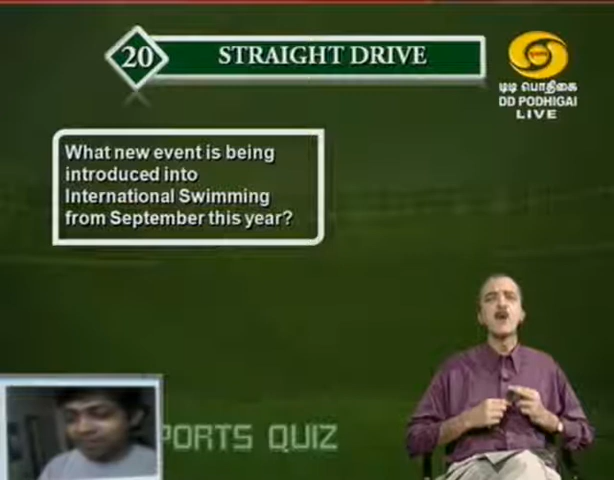 20
STRAIGHT DRIVE
டிடி பொதிகை
DD PODHIGAI
LIVE
What new event is being
introduced into
International Swimming
from September this year?
PORTS QUIZ